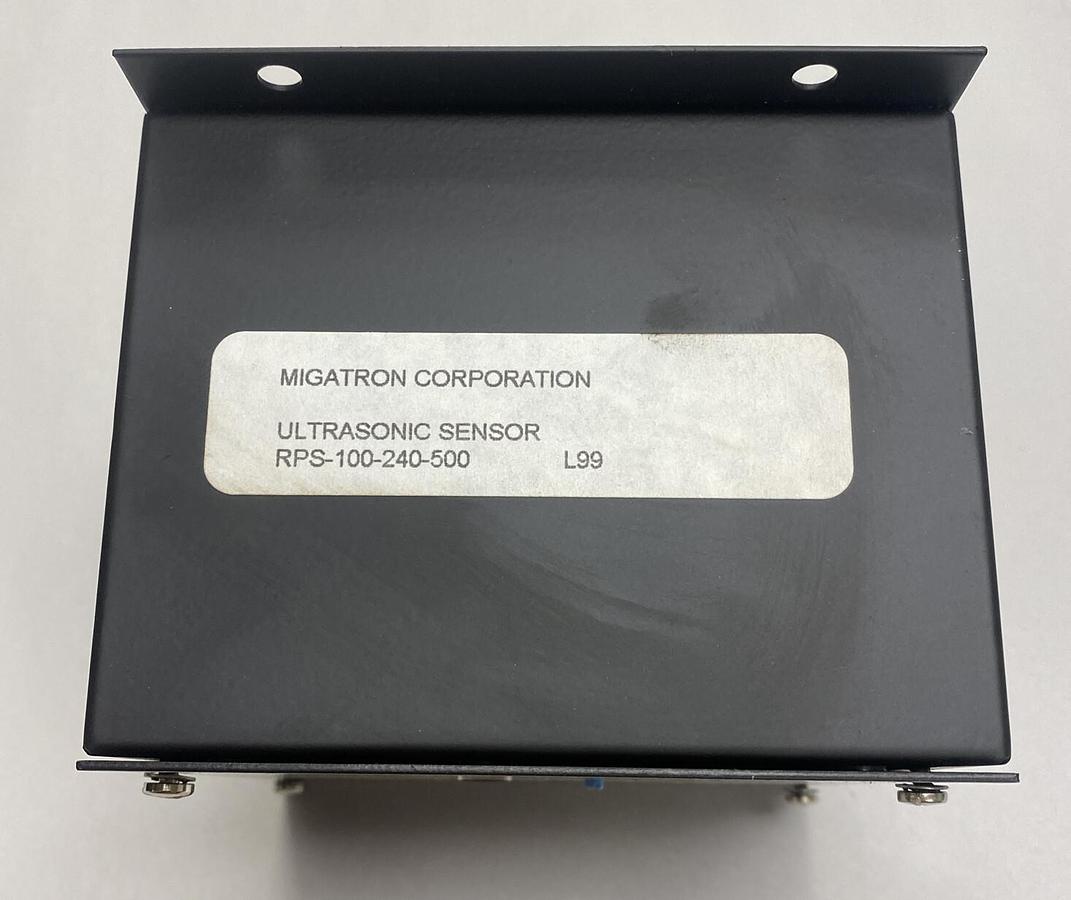 MIGATRON CORPORATION
ULTRASONIC SENSOR
RPS-100-240-500 L99